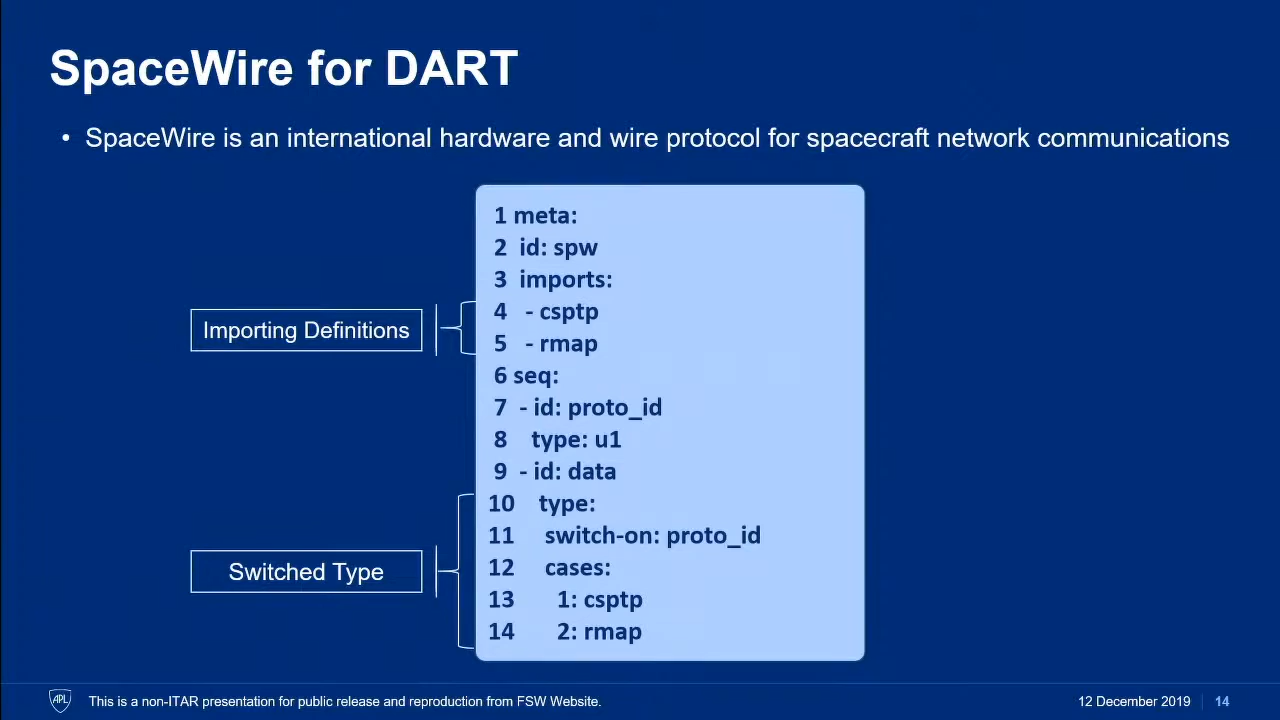 SpaceWire for DART
• SpaceWire is an international hardware and wire protocol for spacecraft network communications
1 meta:
2  id: spw
3  imports:
4   - csptp
5   - rmap
6 seq:
7  - id: proto_id
8    type: u1
9  - id: data
10    type:
11     switch-on: proto_id
12     cases:
13       1: csptp
14       2: rmap
Importing Definitions
Switched Type
APL
This is a non-ITAR presentation for public release and reproduction from FSW Website.
12 December 2019
14